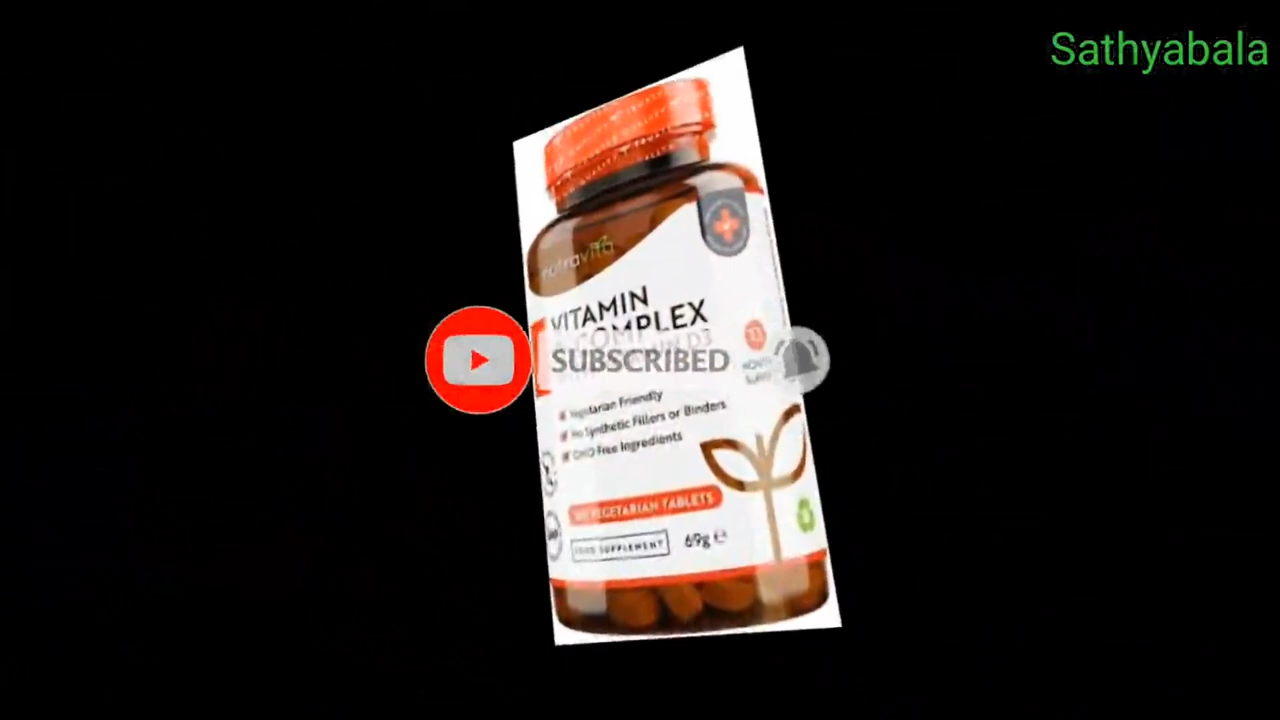 Sathyabala
nutravita
VITAMIN
COMPLEX
SUBSCRIBED
Vegetarian Friendly
No Synthetic Fillers or Binders
GMO Free Ingredients
VEGETARIAN TABLETS
FOOD SUPPLEMENT
69g e